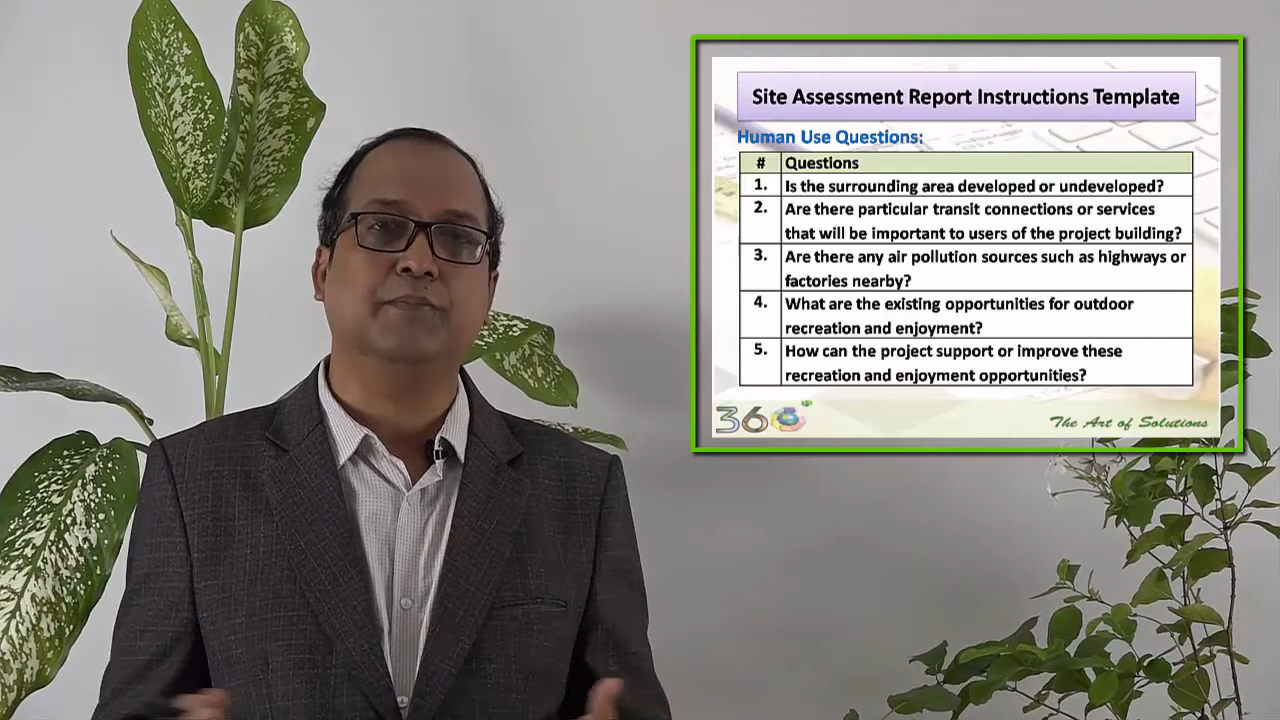 Site Assessment Report Instructions Template
Human Use Questions:
# Questions
1. Is the surrounding area developed or undeveloped?
2. Are there particular transit connections or services
that will be important to users of the project building?
3. Are there any air pollution sources such as highways or
factories nearby?
4. What are the existing opportunities for outdoor
recreation and enjoyment?
5. How can the project support or improve these
recreation and enjoyment opportunities?
360
The Art of Solutions